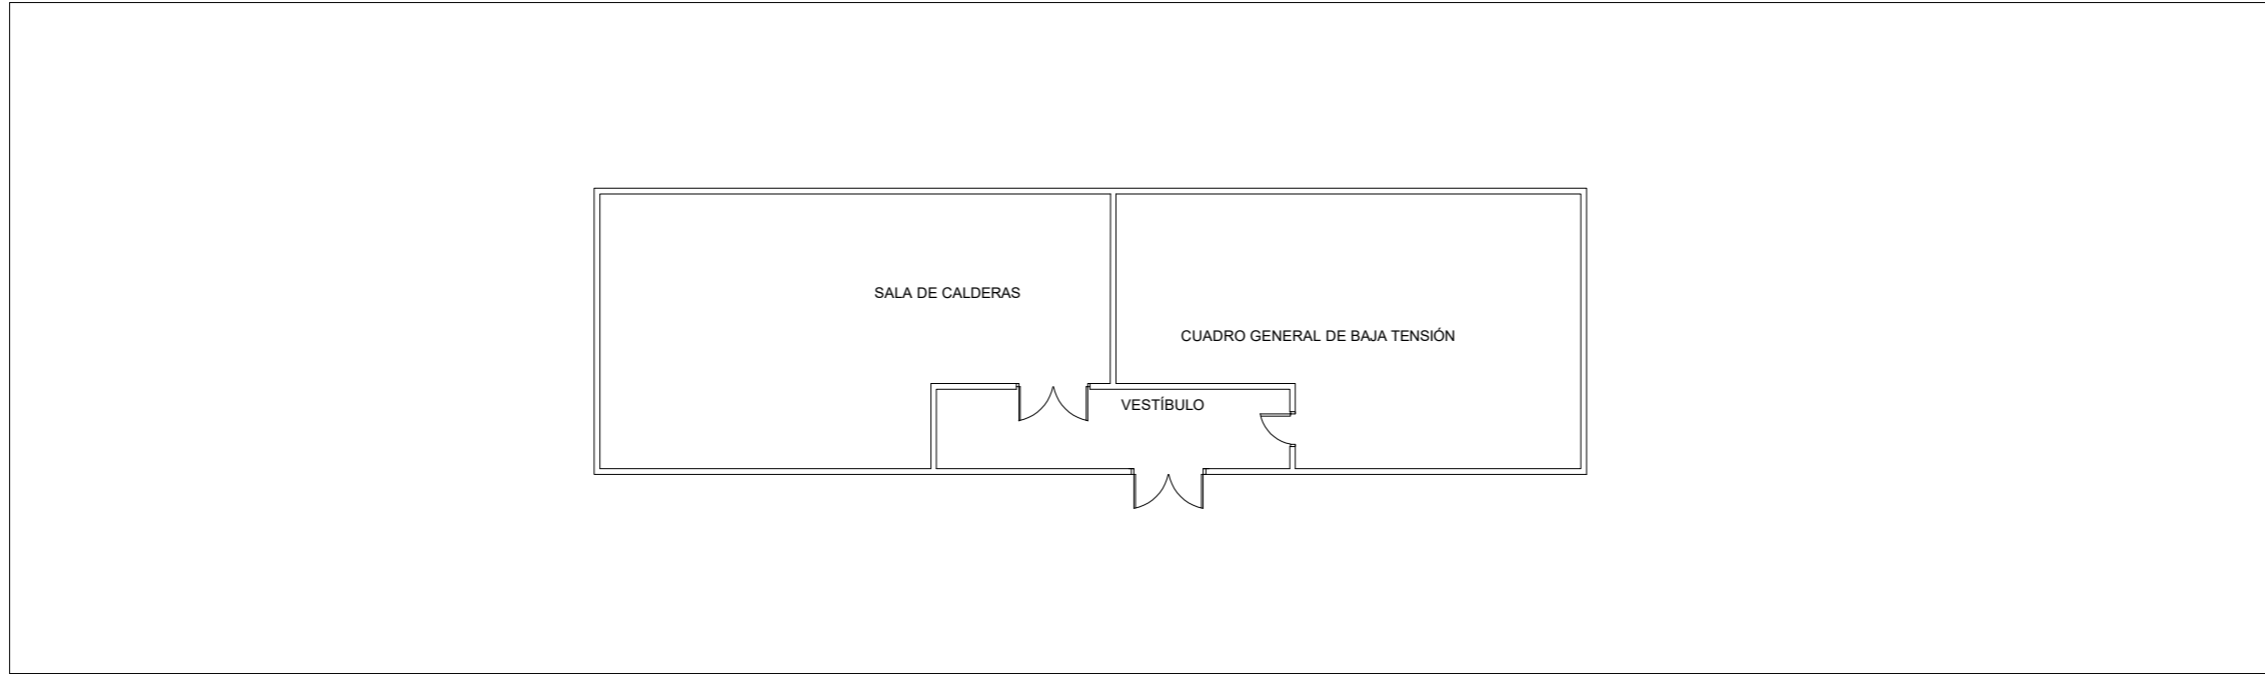 SALA DE CALDERAS
CUADRO GENERAL DE BAJA TENSIÓN
VESTÍBULO